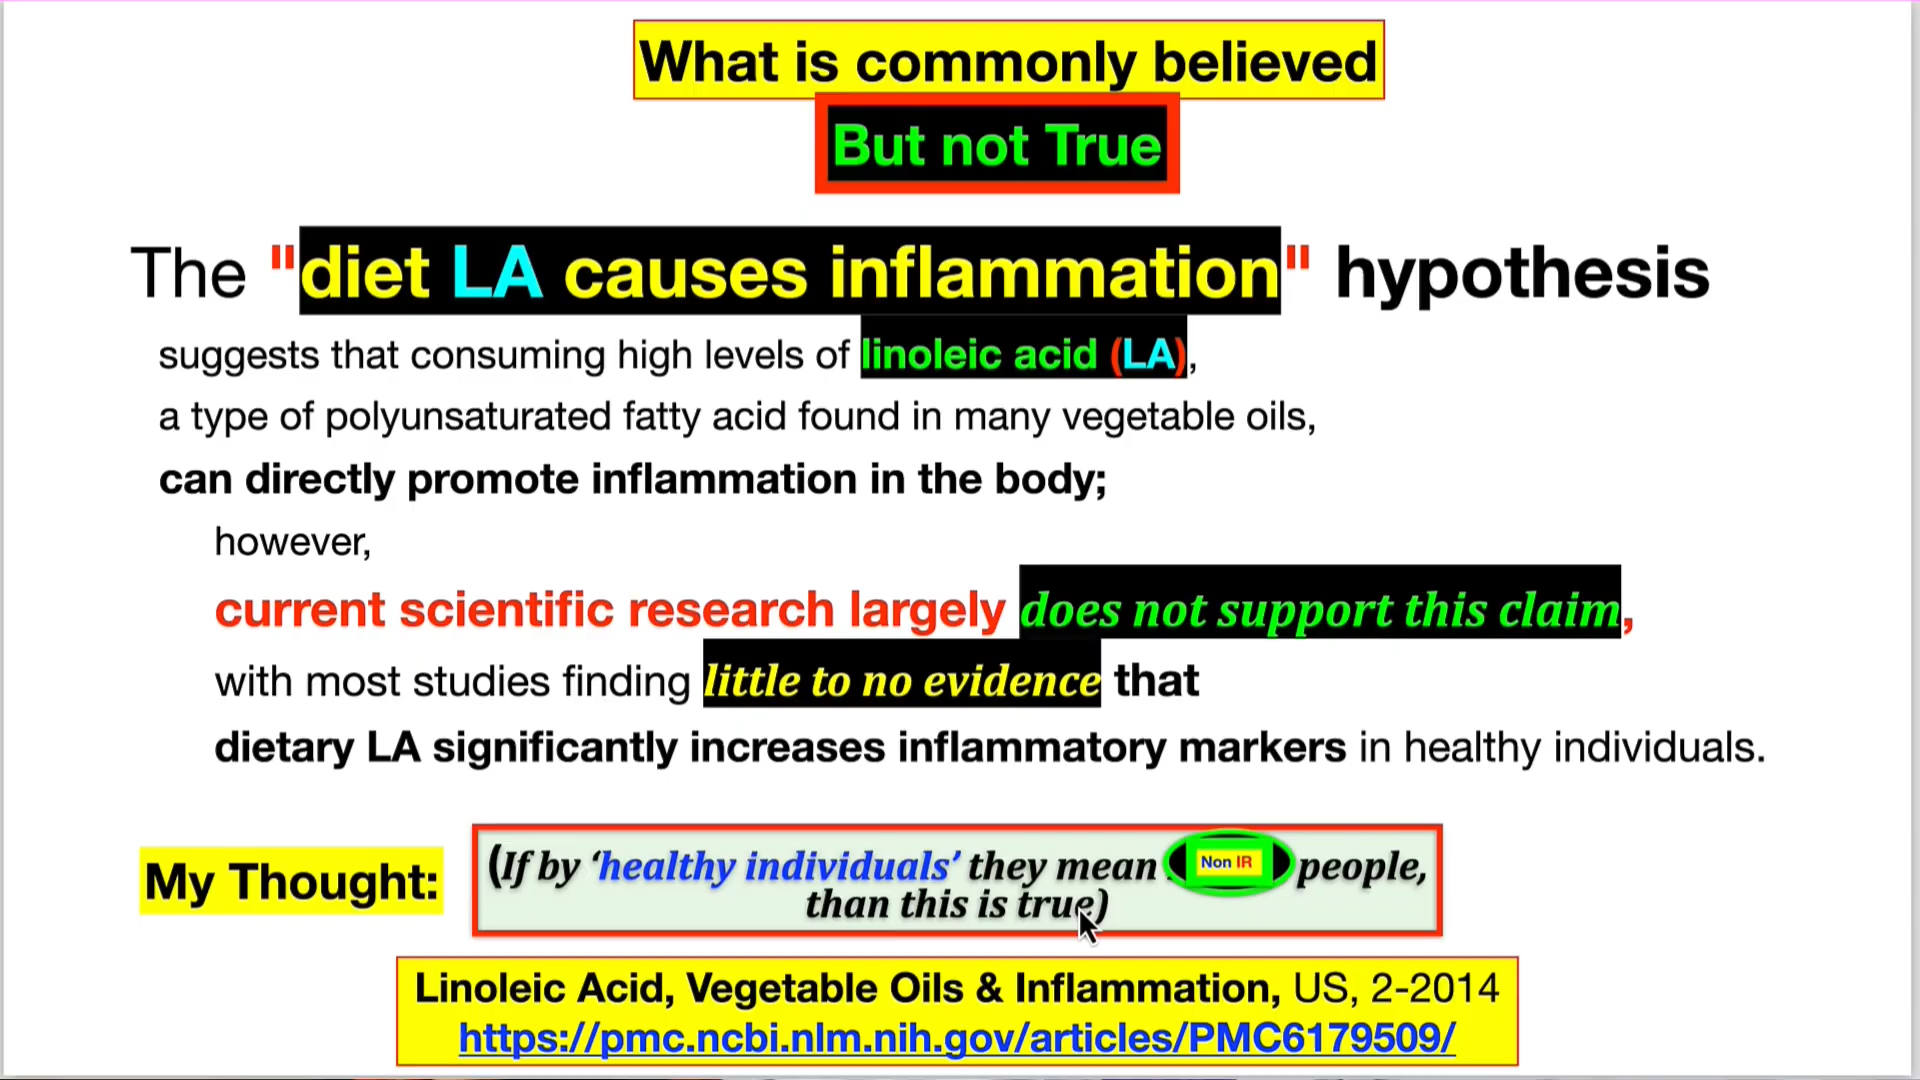 What is commonly believed
But not True
The "diet LA causes inflammation" hypothesis
suggests that consuming high levels of linoleic acid (LA),
a type of polyunsaturated fatty acid found in many vegetable oils,
can directly promote inflammation in the body;
however,
current scientific research largely does not support this claim,
with most studies finding little to no evidence that
dietary LA significantly increases inflammatory markers in healthy individuals.
My Thought:
(If by ‘healthy individuals’ they mean Non IR people,
than this is true)
Linoleic Acid, Vegetable Oils & Inflammation, US, 2-2014
https://pmc.ncbi.nlm.nih.gov/articles/PMC6179509/